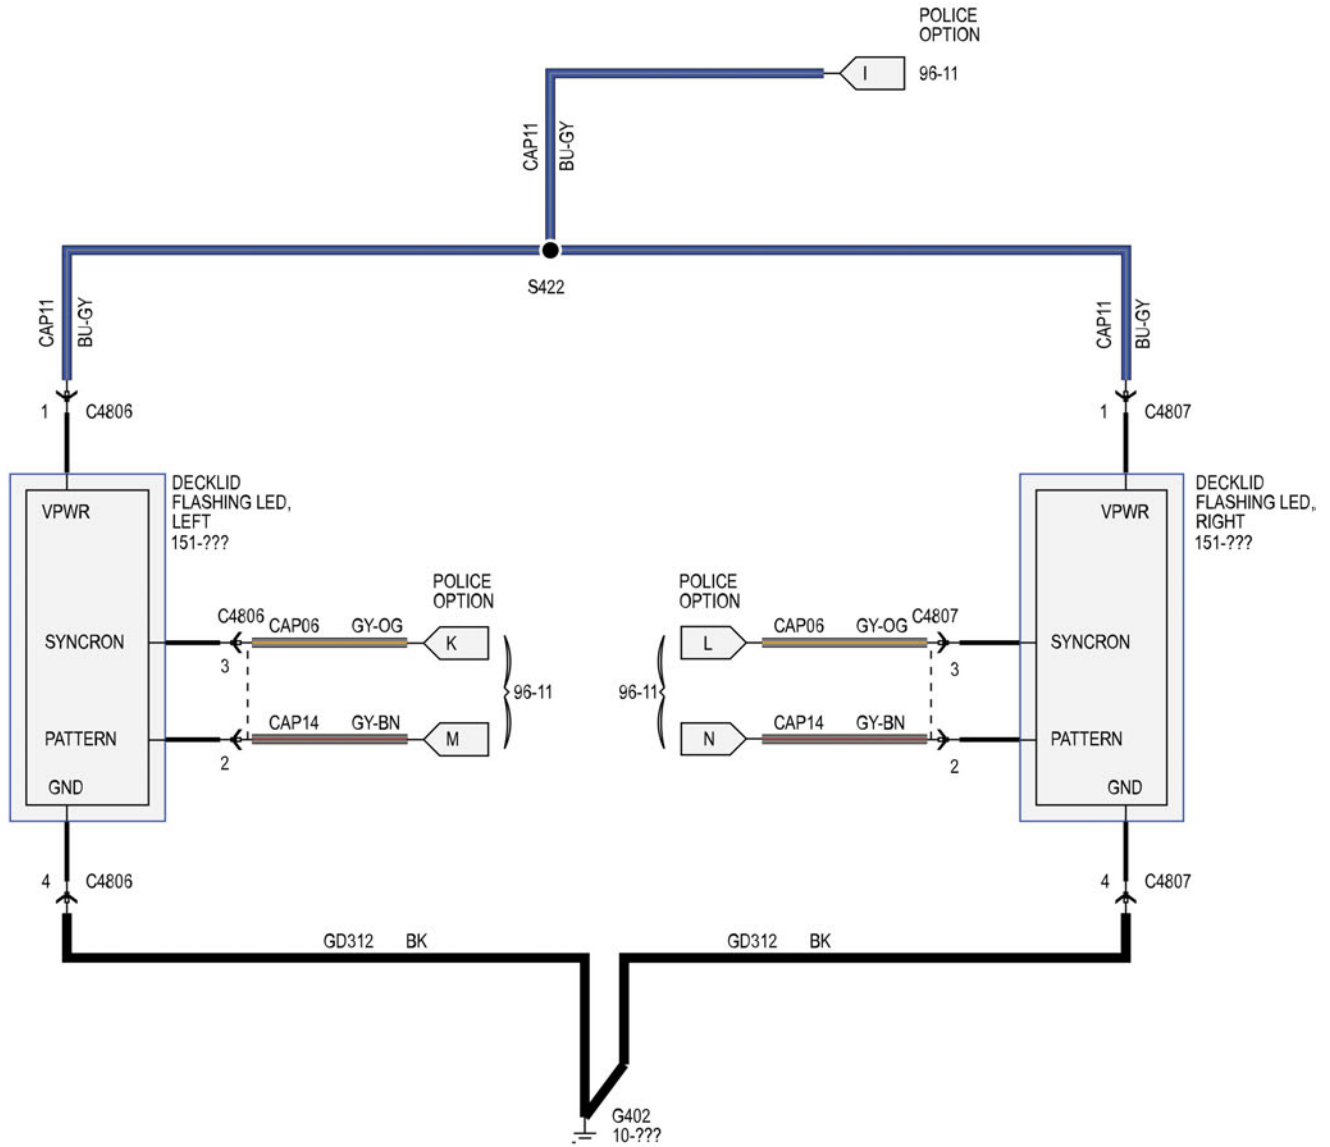 POLICE
OPTION
I
96-11
CAP11
BU-GY
S422
CAP11
BU-GY
CAP11
BU-GY
1
C4806
1
C4807
DECKLID
FLASHING LED,
LEFT
151-???
VPWR
DECKLID
FLASHING LED,
RIGHT
151-???
VPWR
POLICE
OPTION
POLICE
OPTION
SYNCRON
C4806
3
CAP06 GY-OG
K
L
CAP06 GY-OG
C4807
3
SYNCRON
96-11
96-11
PATTERN
2
CAP14 GY-BN
M
N
CAP14 GY-BN
2
PATTERN
GND
GND
4
C4806
4
C4807
GD312 BK
GD312 BK
G402
10-???